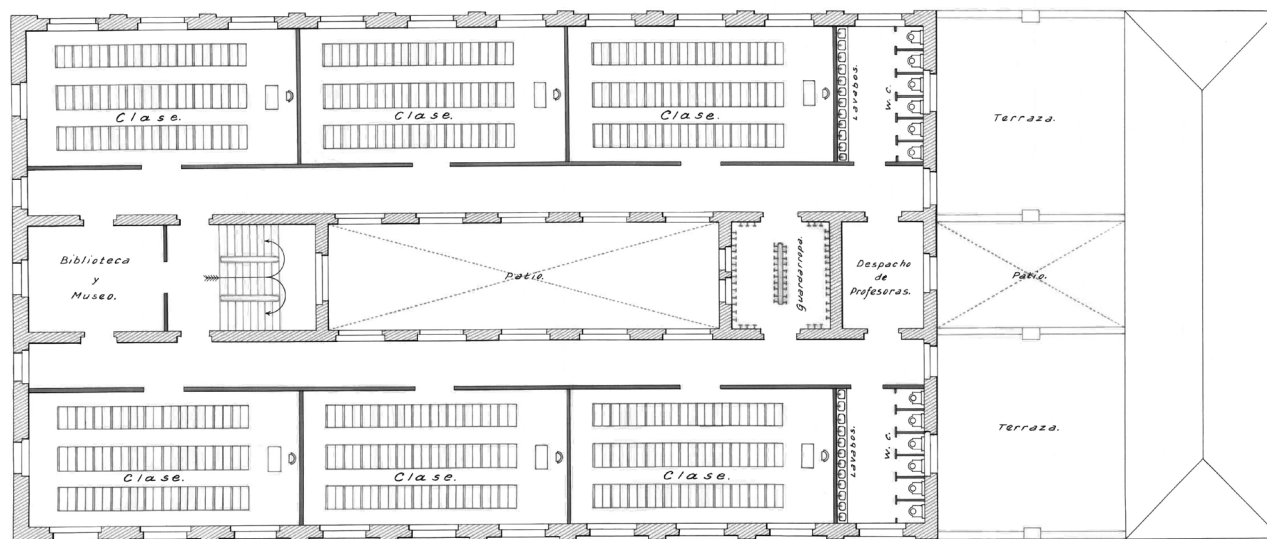 Clase.
Clase.
Clase.
Lavabos.
W. C.
Terraza.
Biblioteca
y
Museo.
Patio.
Guardarropa.
Despacho
de
Profesoras.
Patio.
Clase.
Clase.
Clase.
Lavabos.
W. C.
Terraza.